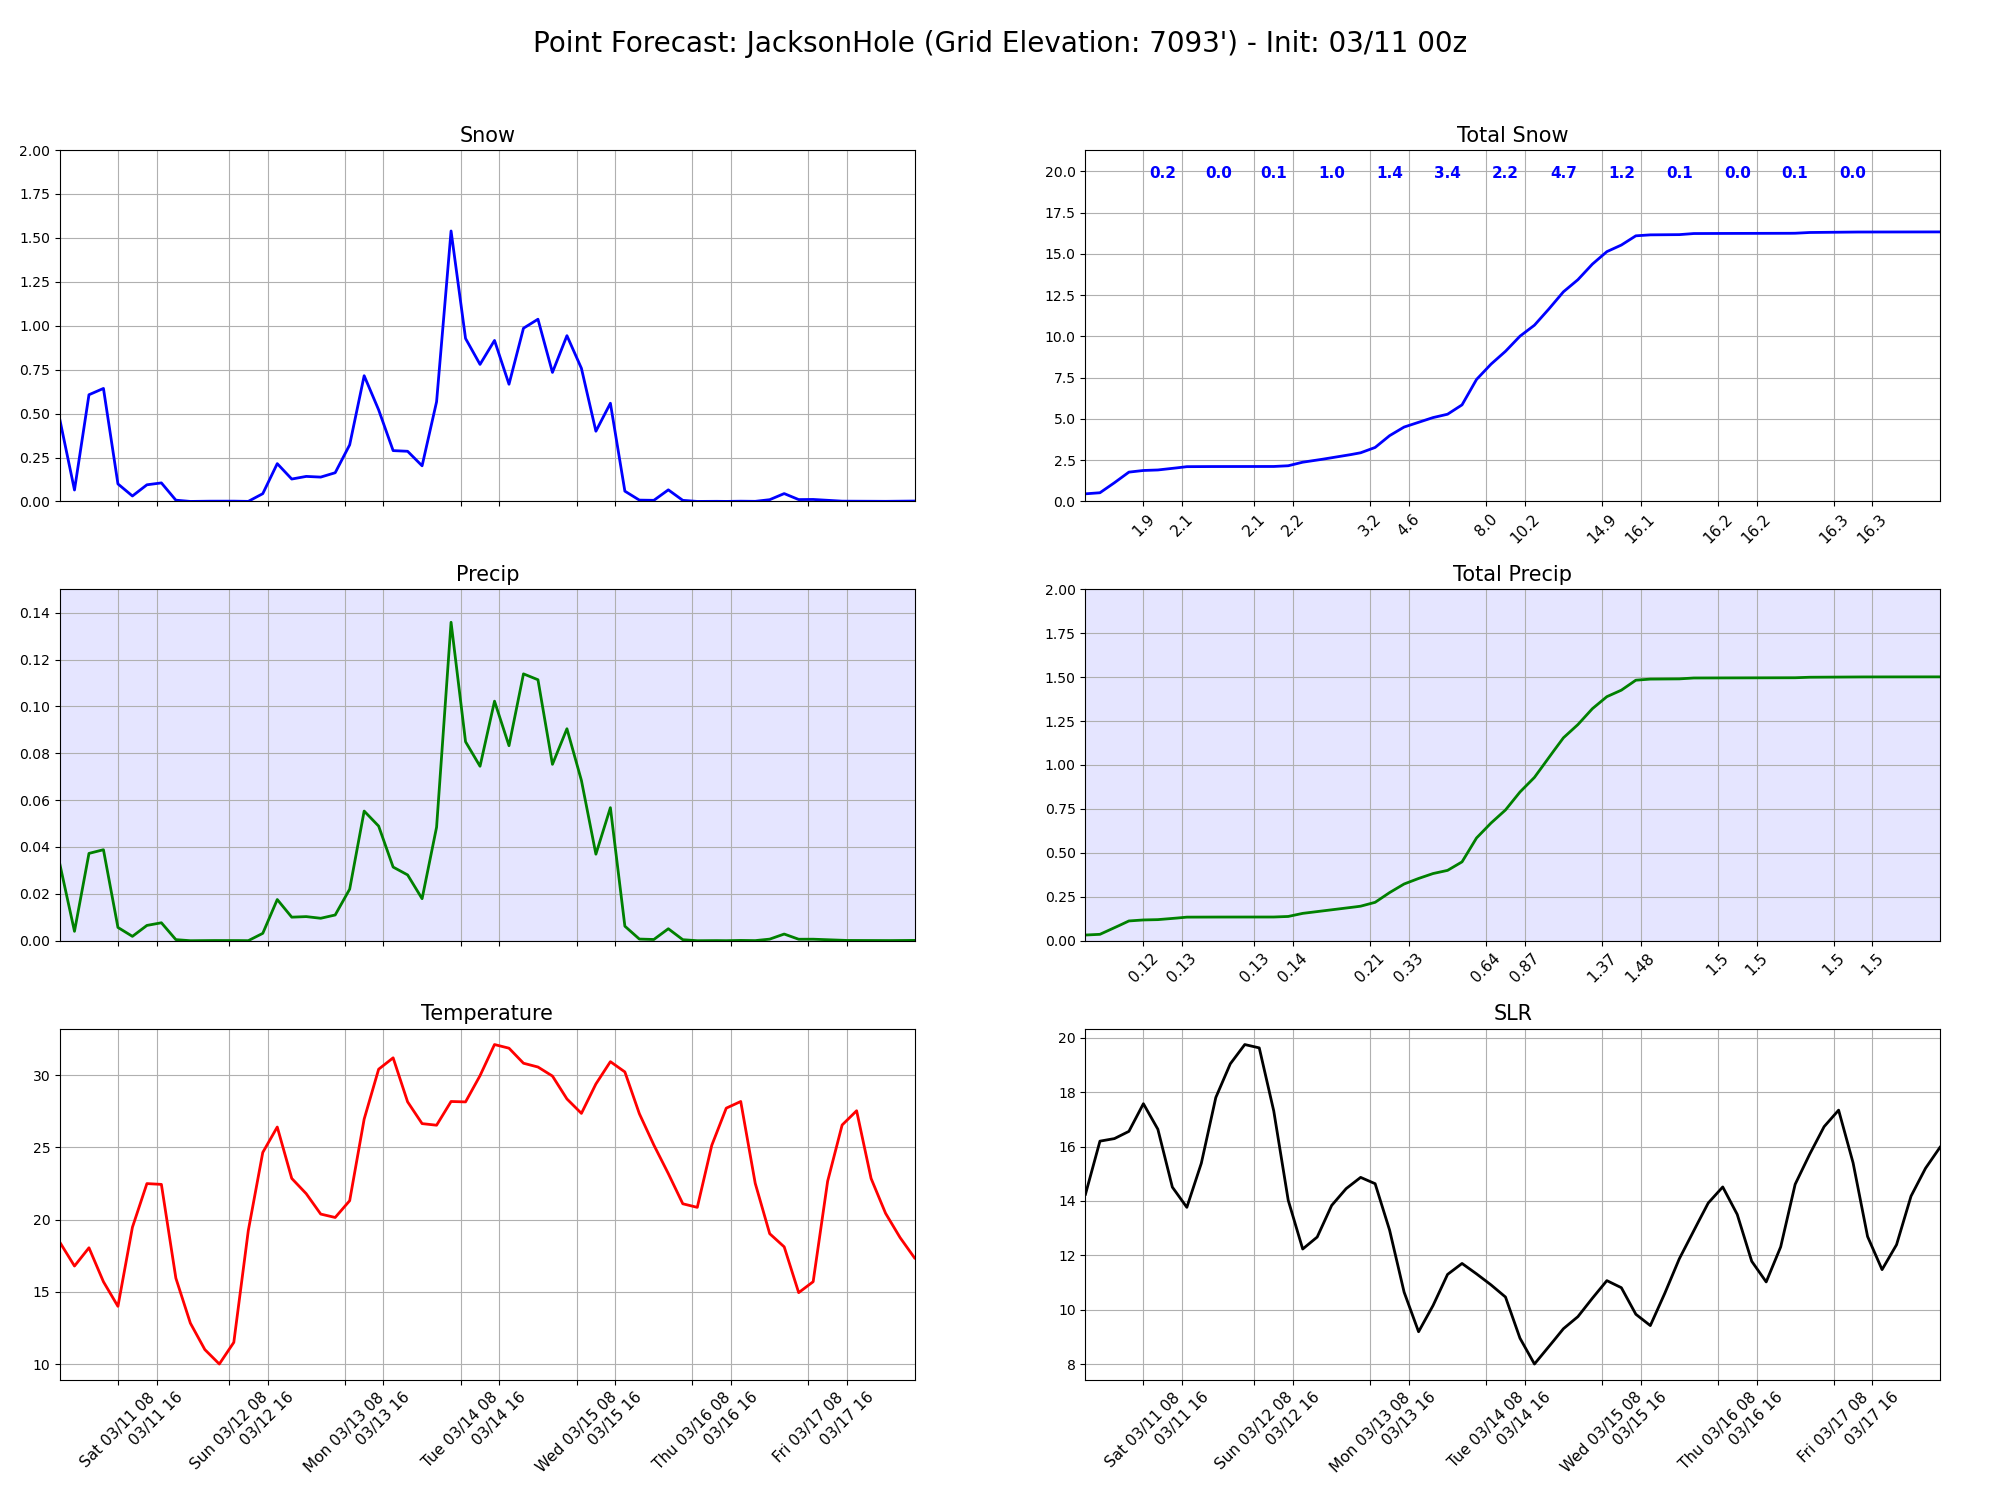 Point Forecast: JacksonHole (Grid Elevation: 7093') - Init: 03/11 00z
Snow
2.00
1.75
1.50
1.25
1.00
0.75
0.50
0.25
0.00
Total Snow
20.0
17.5
15.0
12.5
10.0
7.5
5.0
2.5
0.0
0.2 0.0 0.1 1.0 1.4 3.4 2.2 4.7 1.2 0.1 0.0 0.1 0.0
1.9 2.1 2.1 2.2 3.2 4.6 8.0 10.2 14.9 16.1 16.2 16.2 16.3 16.3
Precip
0.14
0.12
0.10
0.08
0.06
0.04
0.02
0.00
Total Precip
2.00
1.75
1.50
1.25
1.00
0.75
0.50
0.25
0.00
0.12 0.13 0.13 0.14 0.21 0.33 0.64 0.87 1.37 1.48 1.5 1.5 1.5 1.5
Temperature
30
25
20
15
10
Sat 03/11 08
03/11 16
Sun 03/12 08
03/12 16
Mon 03/13 08
03/13 16
Tue 03/14 08
03/14 16
Wed 03/15 08
03/15 16
Thu 03/16 08
03/16 16
Fri 03/17 08
03/17 16
SLR
20
18
16
14
12
10
8
Sat 03/11 08
03/11 16
Sun 03/12 08
03/12 16
Mon 03/13 08
03/13 16
Tue 03/14 08
03/14 16
Wed 03/15 08
03/15 16
Thu 03/16 08
03/16 16
Fri 03/17 08
03/17 16